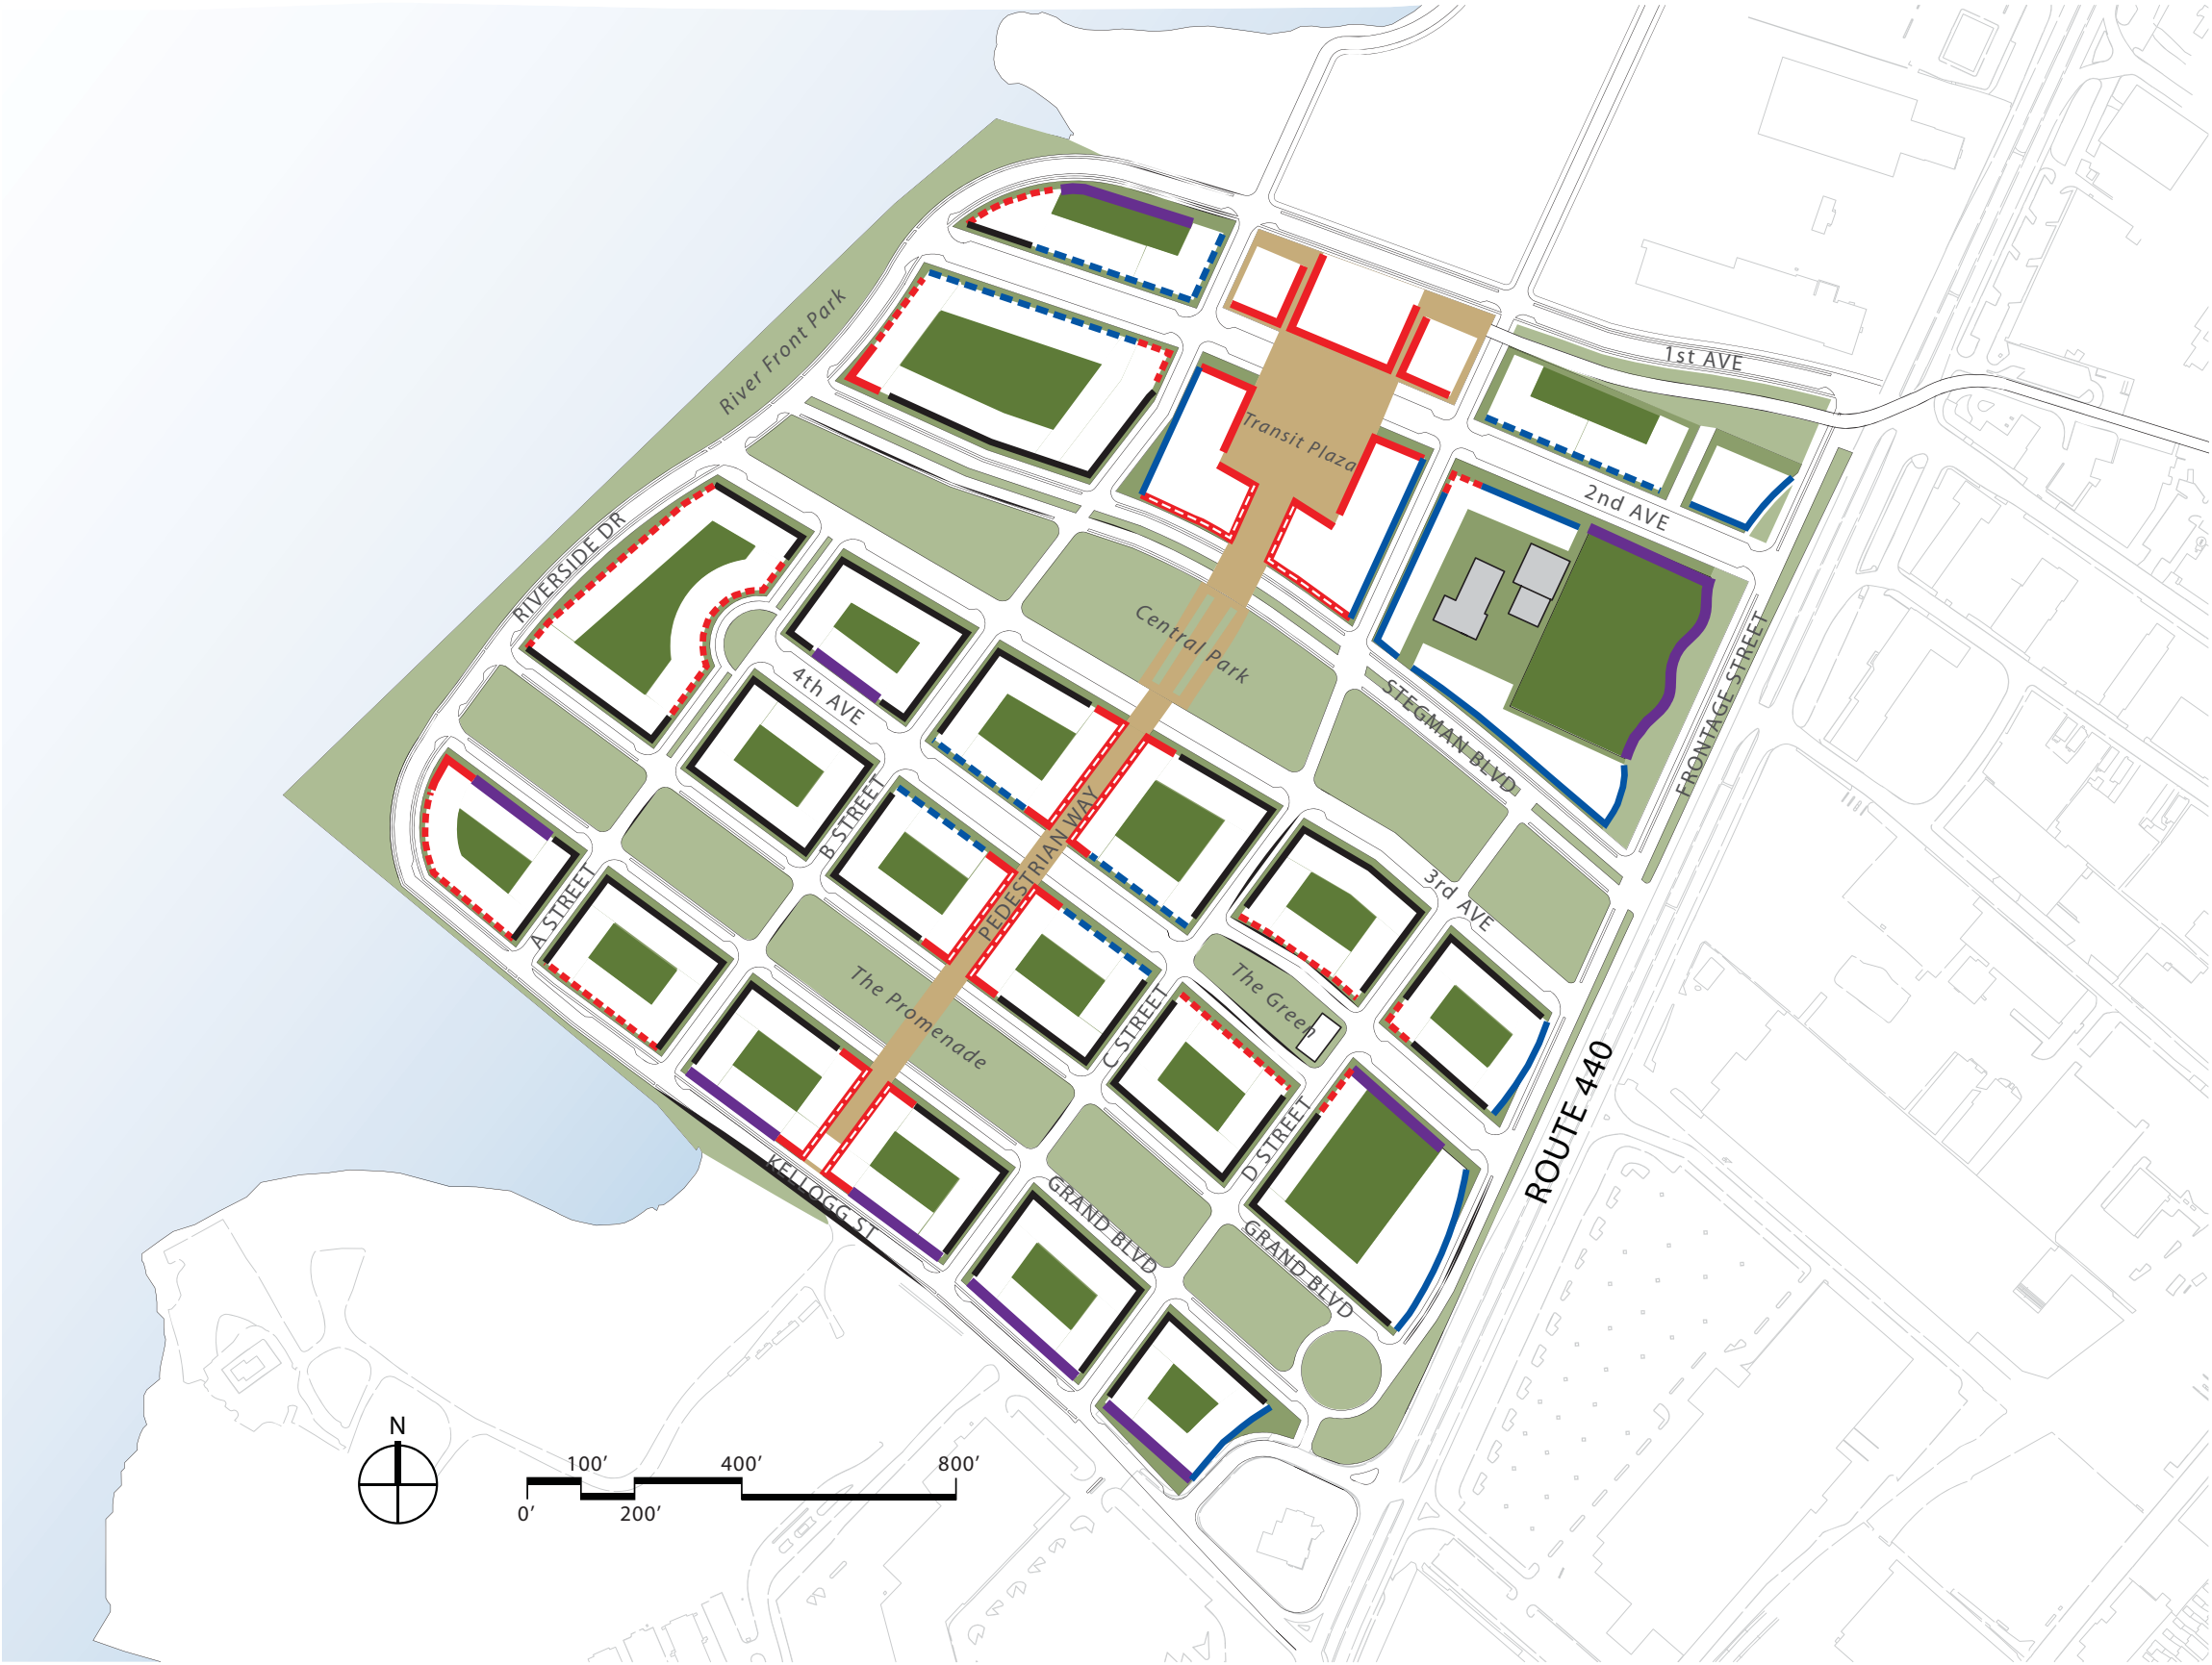 River Front Park
1st AVE
Transit Plaza
2nd AVE
RIVERSIDE DR
Central Park
4th AVE
STEGMAN BLVD
FRONTAGE STREET
B STREET
PEDESTRIAN WAY
3rd AVE
A STREET
The Green
The Promenade
C STREET
D STREET
ROUTE 440
KELLOGG ST
GRAND BLVD
GRAND BLVD
N
100’ 400’ 800’
0’ 200’